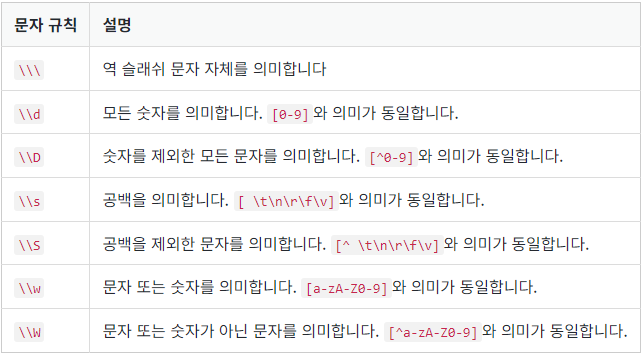 문자 규칙 설명
\\\ 역 슬래쉬 문자 자체를 의미합니다
\\d 모든 숫자를 의미합니다. [0-9]와 의미가 동일합니다.
\\D 숫자를 제외한 모든 문자를 의미합니다. [^0-9]와 의미가 동일합니다.
\\s 공백을 의미합니다. [ \t\n\r\f\v]와 의미가 동일합니다.
\\S 공백을 제외한 문자를 의미합니다. [^ \t\n\r\f\v]와 의미가 동일합니다.
\\w 문자 또는 숫자를 의미합니다. [a-zA-Z0-9]와 의미가 동일합니다.
\\W 문자 또는 숫자가 아닌 문자를 의미합니다. [^a-zA-Z0-9]와 의미가 동일합니다.